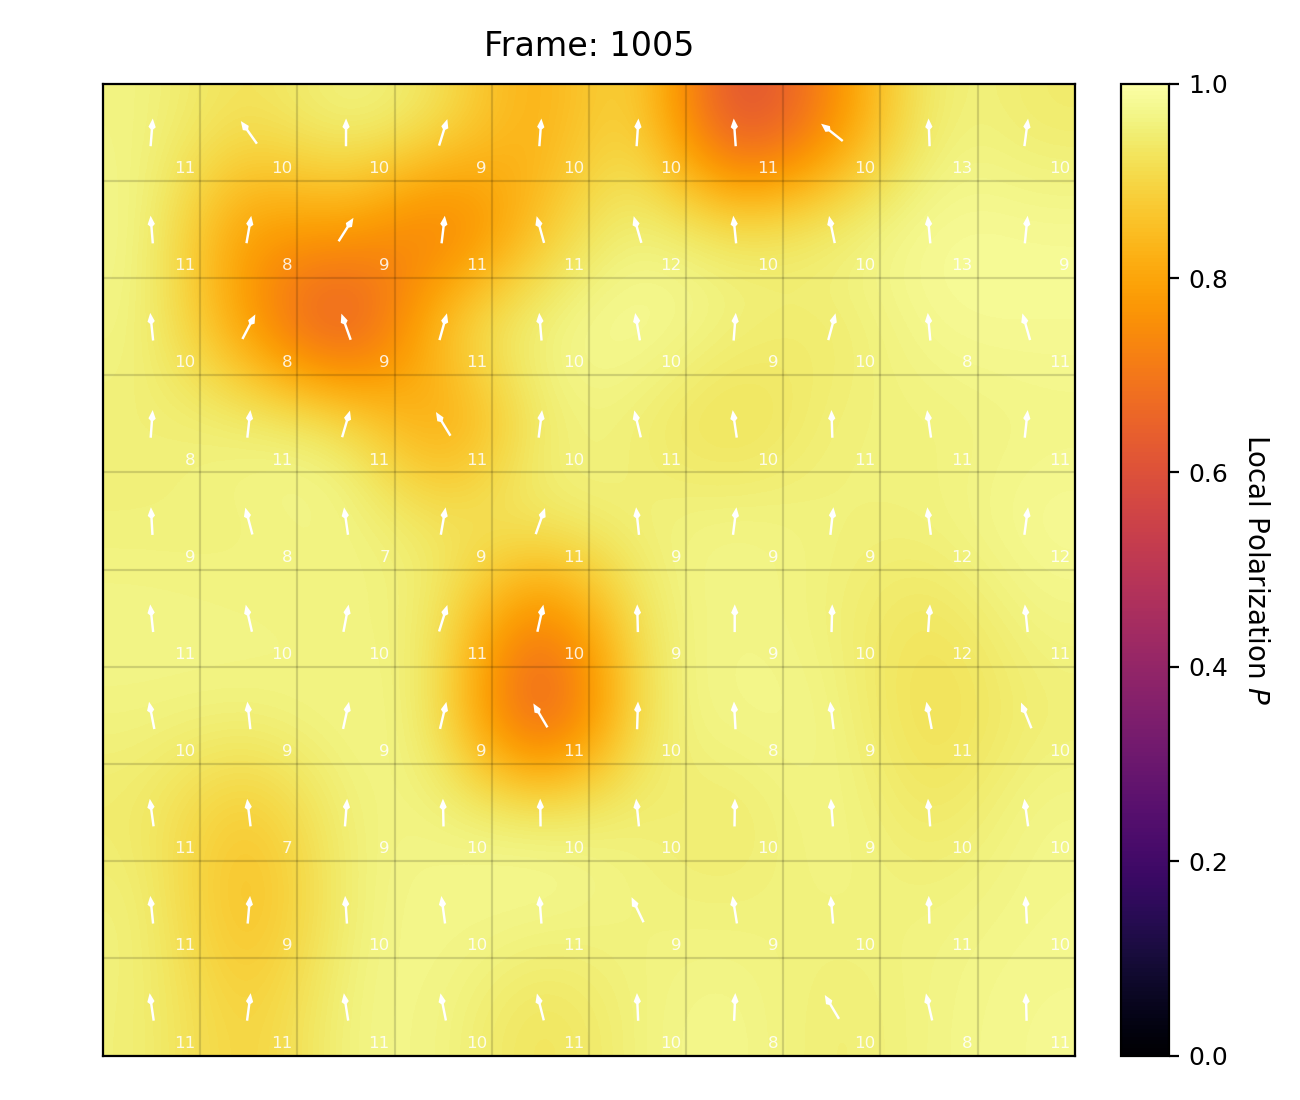 Frame: 1005
11 10 10 9 10 10 11 10 13 10
11 8 9 11 11 12 10 10 13 9
10 8 9 11 10 10 9 10 8 11
8 11 11 11 10 11 10 11 11 11
9 8 7 9 11 9 9 9 12 12
11 10 10 11 10 9 9 10 12 11
10 9 9 9 11 10 8 9 11 10
11 7 9 10 10 10 10 9 10 10
11 9 10 10 11 9 9 10 11 10
11 11 11 10 11 10 8 10 8 11
1.0
0.8
0.6
0.4
0.2
0.0
Local Polarization P